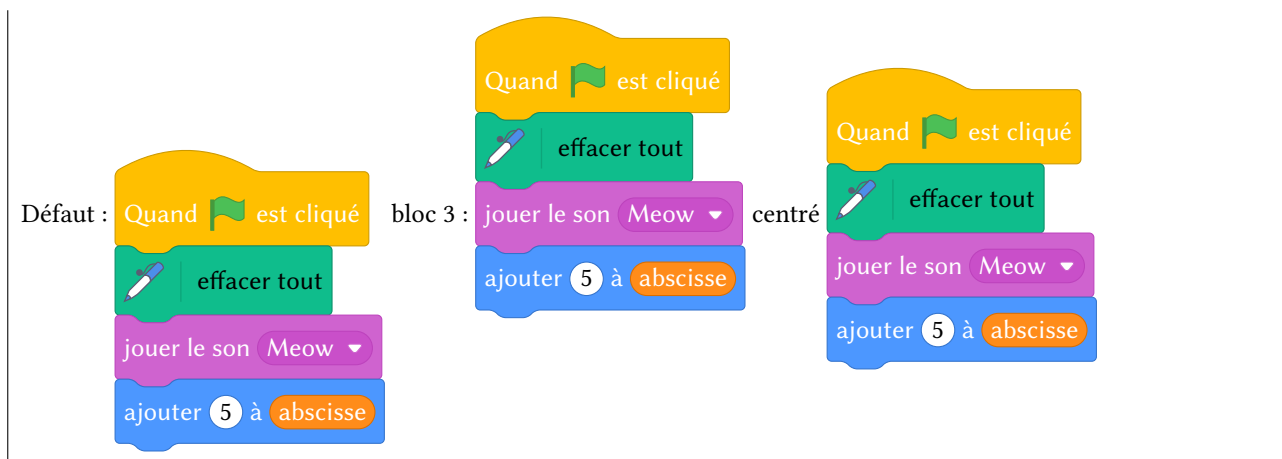 Défaut :
Quand est cliqué
effacer tout
jouer le son Meow
ajouter 5 à abscisse
bloc 3 :
Quand est cliqué
effacer tout
jouer le son Meow
ajouter 5 à abscisse
centré
Quand est cliqué
effacer tout
jouer le son Meow
ajouter 5 à abscisse